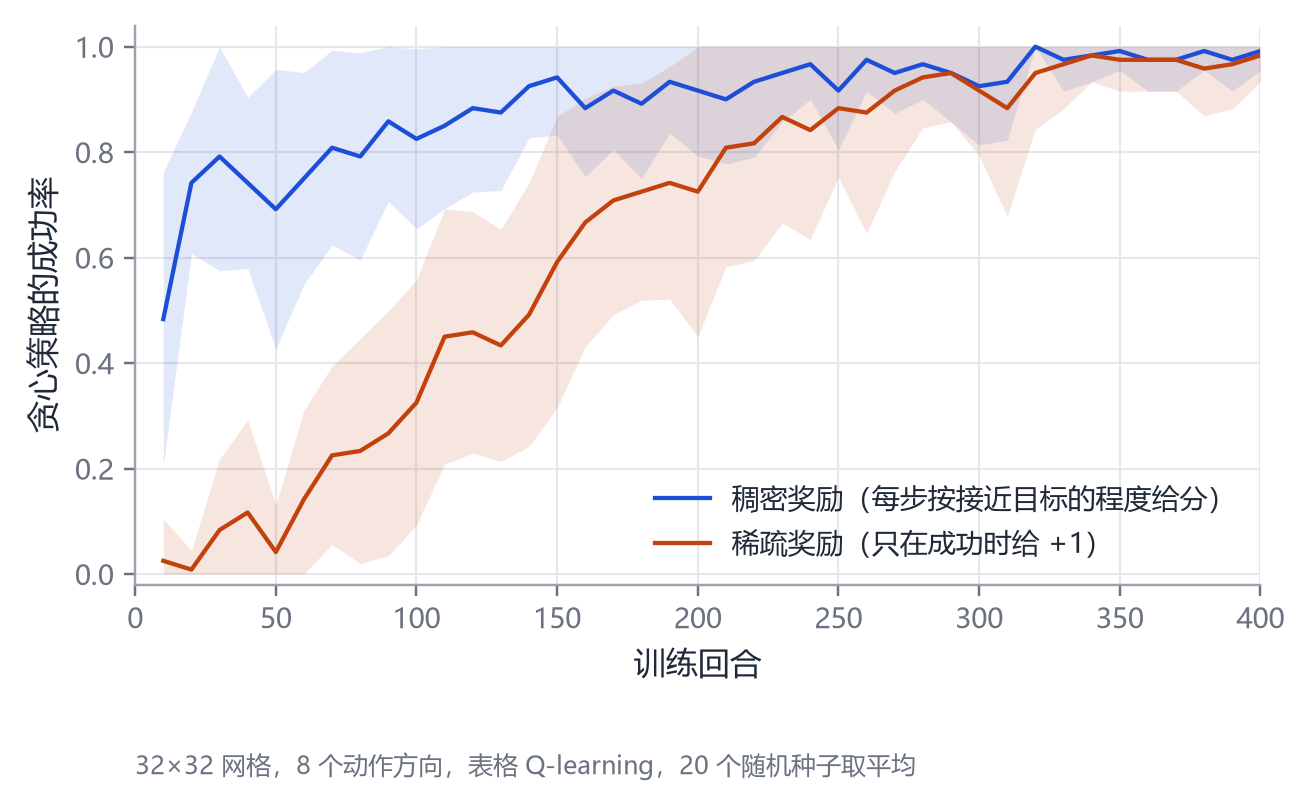 1.0
0.8
0.6
0.4
0.2
0.0
贪心策略的成功率
稠密奖励（每步按接近目标的程度给分）
稀疏奖励（只在成功时给 +1）
0 50 100 150 200 250 300 350 400
训练回合
32×32 网格，8 个动作方向，表格 Q-learning，20 个随机种子取平均